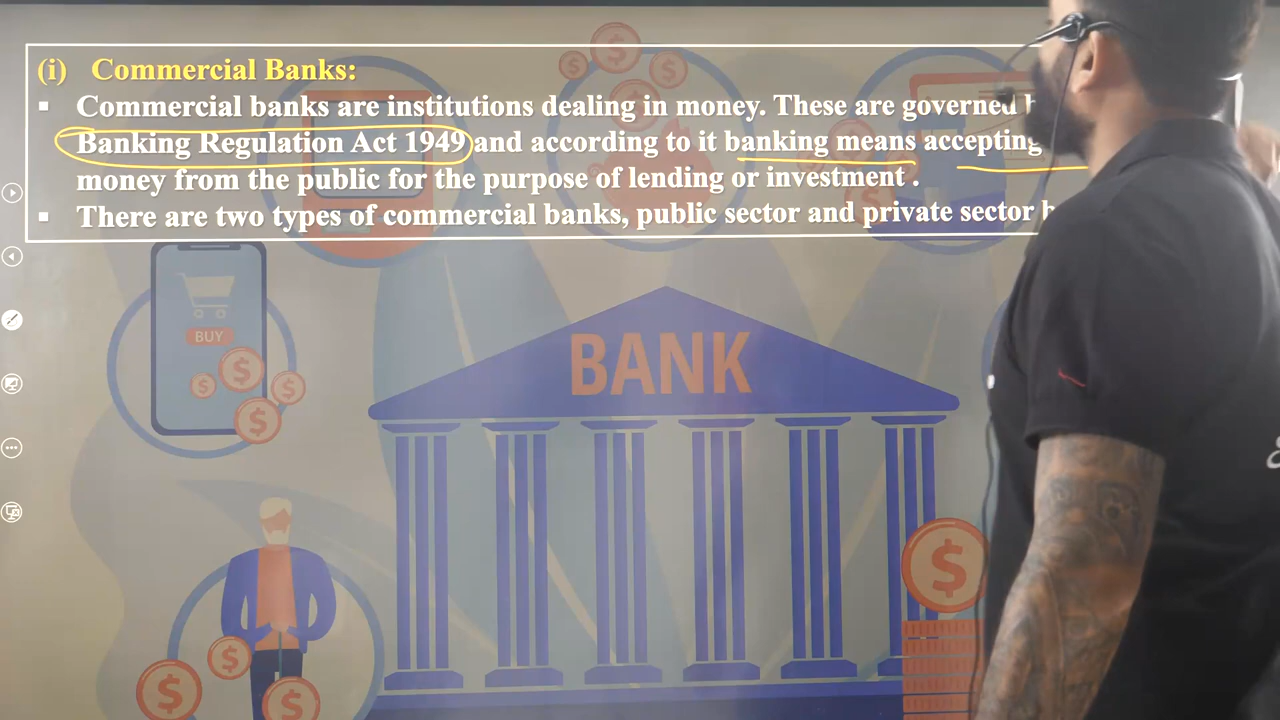 (i) Commercial Banks:
▪ Commercial banks are institutions dealing in money. These are governed
Banking Regulation Act 1949 and according to it banking means accepting
money from the public for the purpose of lending or investment .
▪ There are two types of commercial banks, public sector and private sector
BUY
BANK